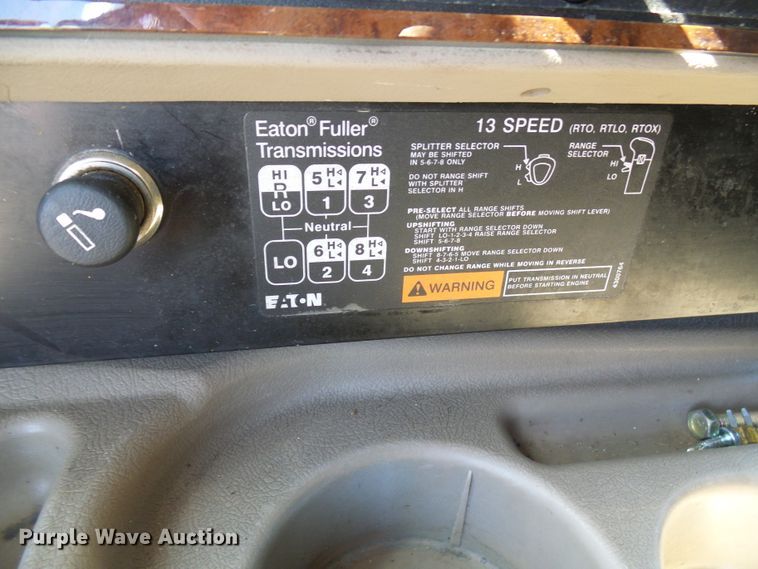 Eaton® Fuller®
Transmissions
13 SPEED (RTO, RTLO, RTOX)
SPLITTER SELECTOR
MAY BE SHIFTED
IN 5-6-7-8 ONLY
H
L
RANGE
SELECTOR
HI
LO
DO NOT RANGE SHIFT
WITH SPLITTER
SELECTOR IN H
HI
R
LO
5 H L
1
7 H L
3
Neutral
LO
6 H L
2
8 H L
4
PRE-SELECT ALL RANGE SHIFTS
(MOVE RANGE SELECTOR BEFORE MOVING SHIFT LEVER)
UPSHIFTING
START WITH RANGE SELECTOR DOWN
SHIFT LO-1-2-3-4 RAISE RANGE SELECTOR
SHIFT 5-6-7-8
DOWNSHIFTING
SHIFT 8-7-6-5 MOVE RANGE SELECTOR DOWN
SHIFT 4-3-2-1-LO
DO NOT CHANGE RANGE WHILE MOVING IN REVERSE
WARNING
PUT TRANSMISSION IN NEUTRAL
BEFORE STARTING ENGINE
EATON
Purple Wave Auction®